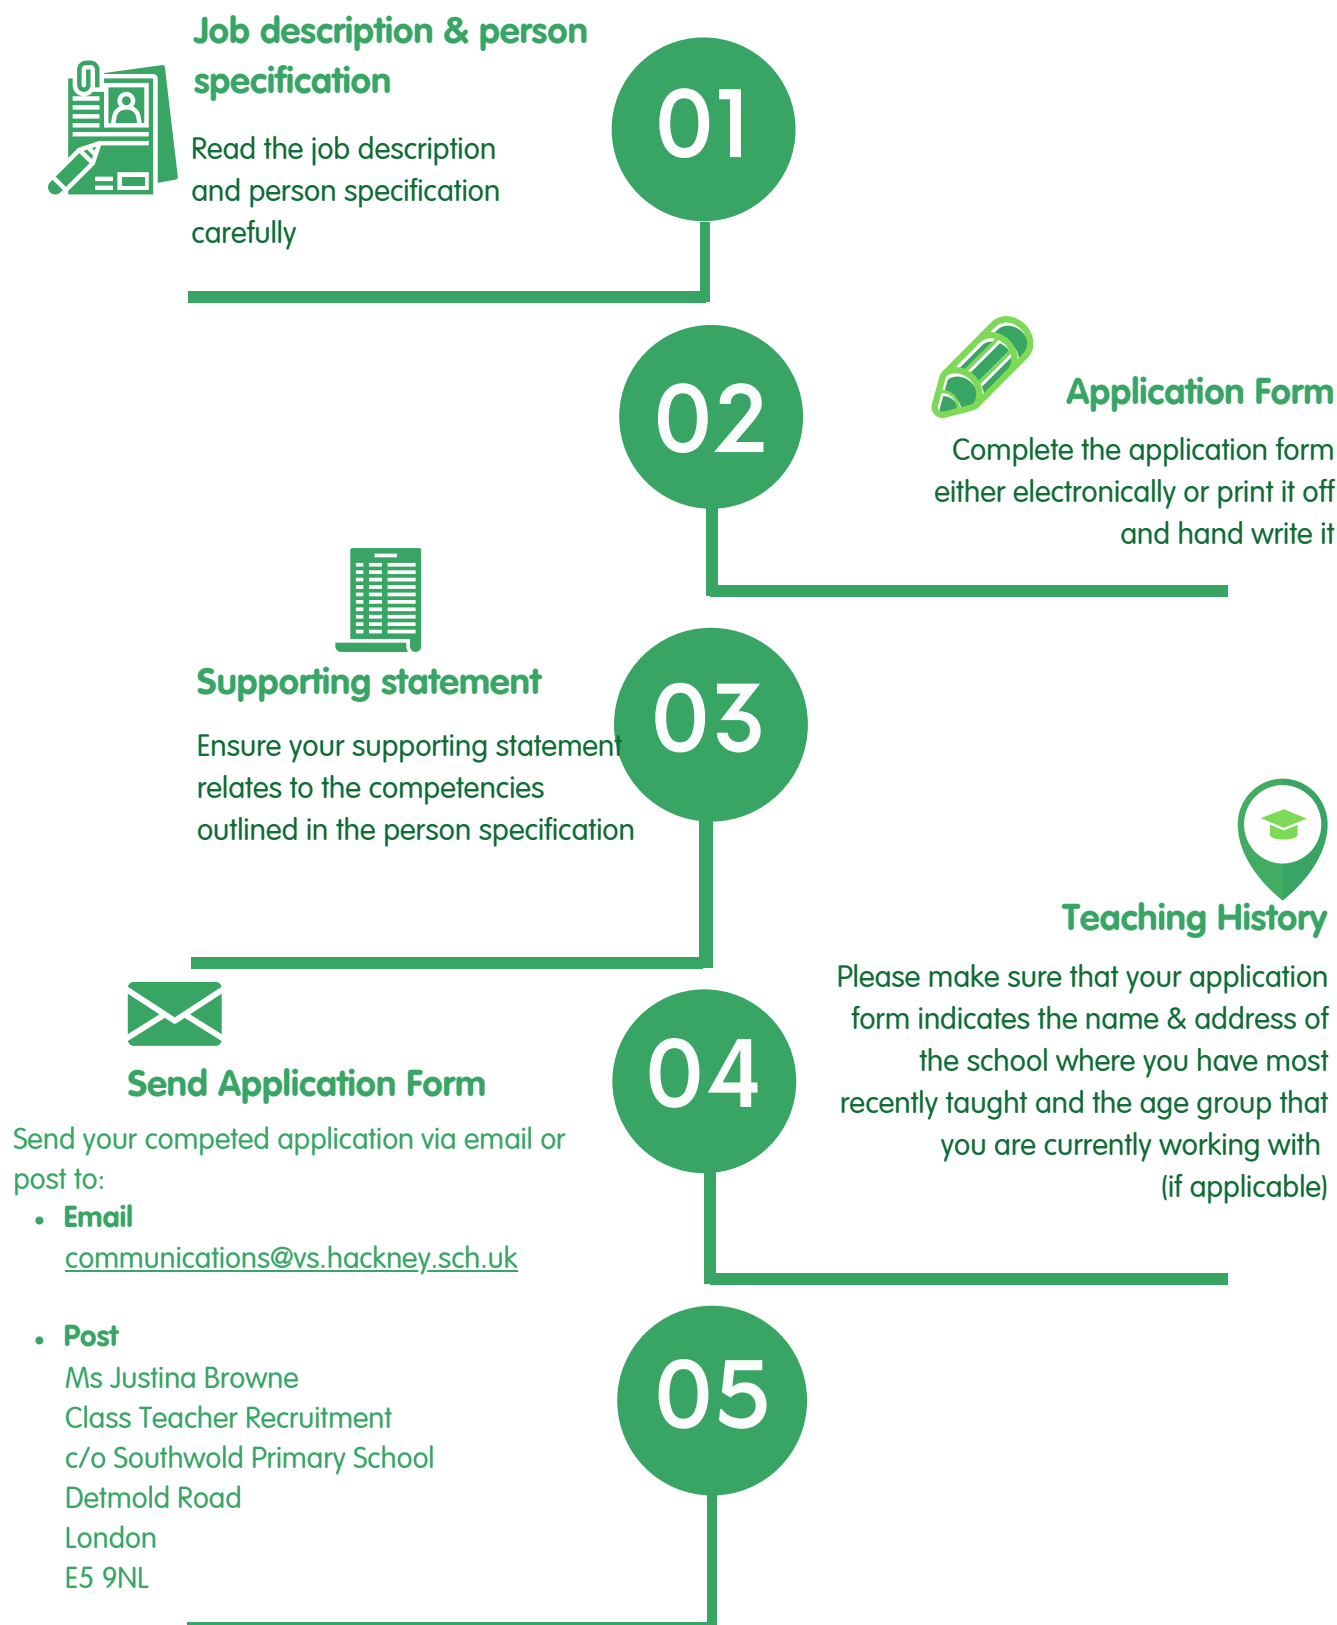 Job description & person
specification
Read the job description
and person specification
carefully
01
02
Application Form
Complete the application form
either electronically or print it off
and hand write it
Supporting statement
Ensure your supporting statement
relates to the competencies
outlined in the person specification
03
Teaching History
Please make sure that your application
form indicates the name & address of
the school where you have most
recently taught and the age group that
you are currently working with
(if applicable)
04
Send Application Form
Send your competed application via email or
post to:
• Email
communications@vs.hackney.sch.uk
• Post
Ms Justina Browne
Class Teacher Recruitment
c/o Southwold Primary School
Detmold Road
London
E5 9NL
05